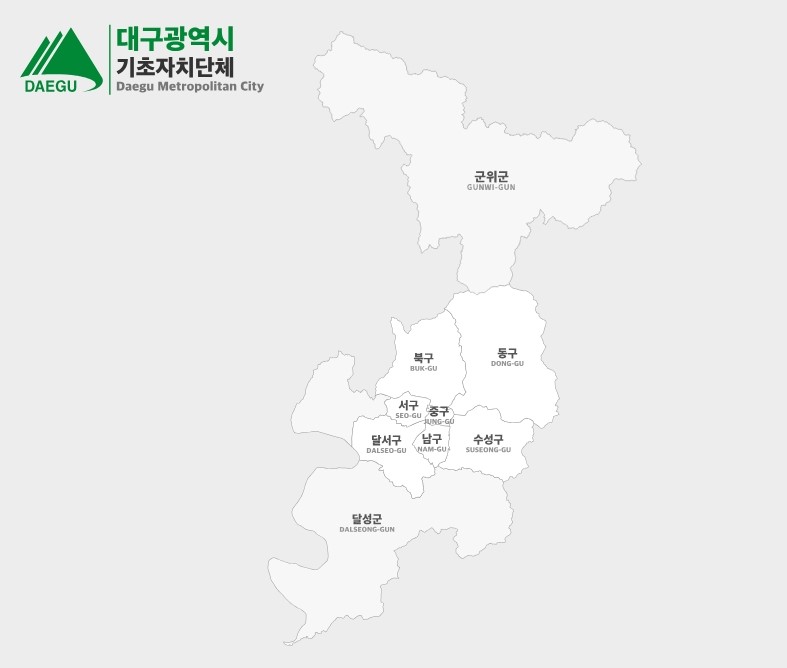 DAEGU
대구광역시
기초자치단체
Daegu Metropolitan City
군위군
GUNWI-GUN
북구
BUK-GU
동구
DONG-GU
서구
SEO-GU
중구
JUNG-GU
달서구
DALSEO-GU
남구
NAM-GU
수성구
SUSEONG-GU
달성군
DALSEONG-GUN